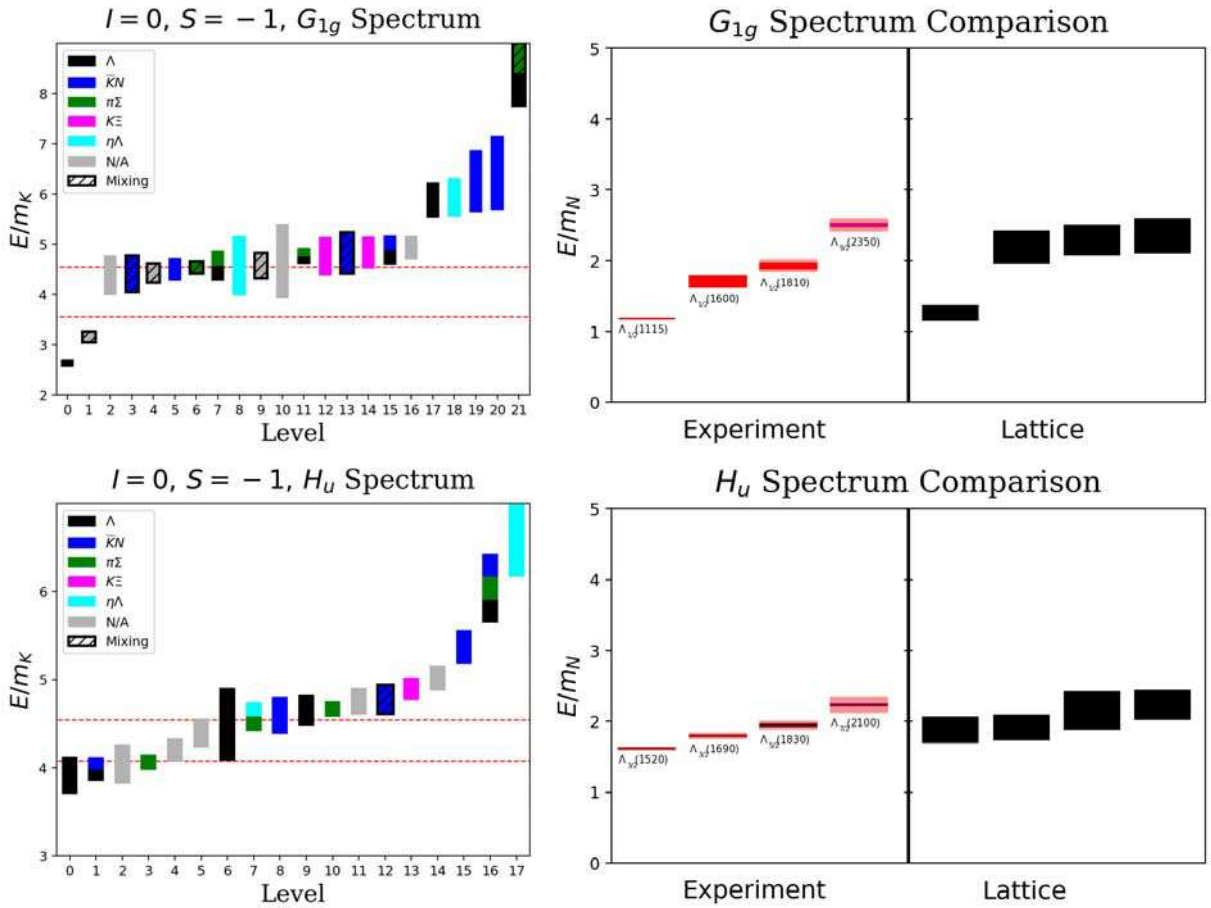 I = 0, S = −1, G1g Spectrum
E/mK
8
7
6
5
4
3
2
Λ
K̅N
πΣ
KΞ
ηΛ
N/A
Mixing
0 1 2 3 4 5 6 7 8 9 10 11 12 13 14 15 16 17 18 19 20 21
Level
G1g Spectrum Comparison
E/mN
5
4
3
2
1
0
Λ1/2(1115)
Λ1/2(1600)
Λ1/2(1810)
Λ9/2(2350)
Experiment Lattice
I = 0, S = −1, Hu Spectrum
E/mK
6
5
4
3
Λ
K̅N
πΣ
KΞ
ηΛ
N/A
Mixing
0 1 2 3 4 5 6 7 8 9 10 11 12 13 14 15 16 17
Level
Hu Spectrum Comparison
E/mN
5
4
3
2
1
0
Λ3/2(1520)
Λ3/2(1690)
Λ5/2(1830)
Λ7/2(2100)
Experiment Lattice